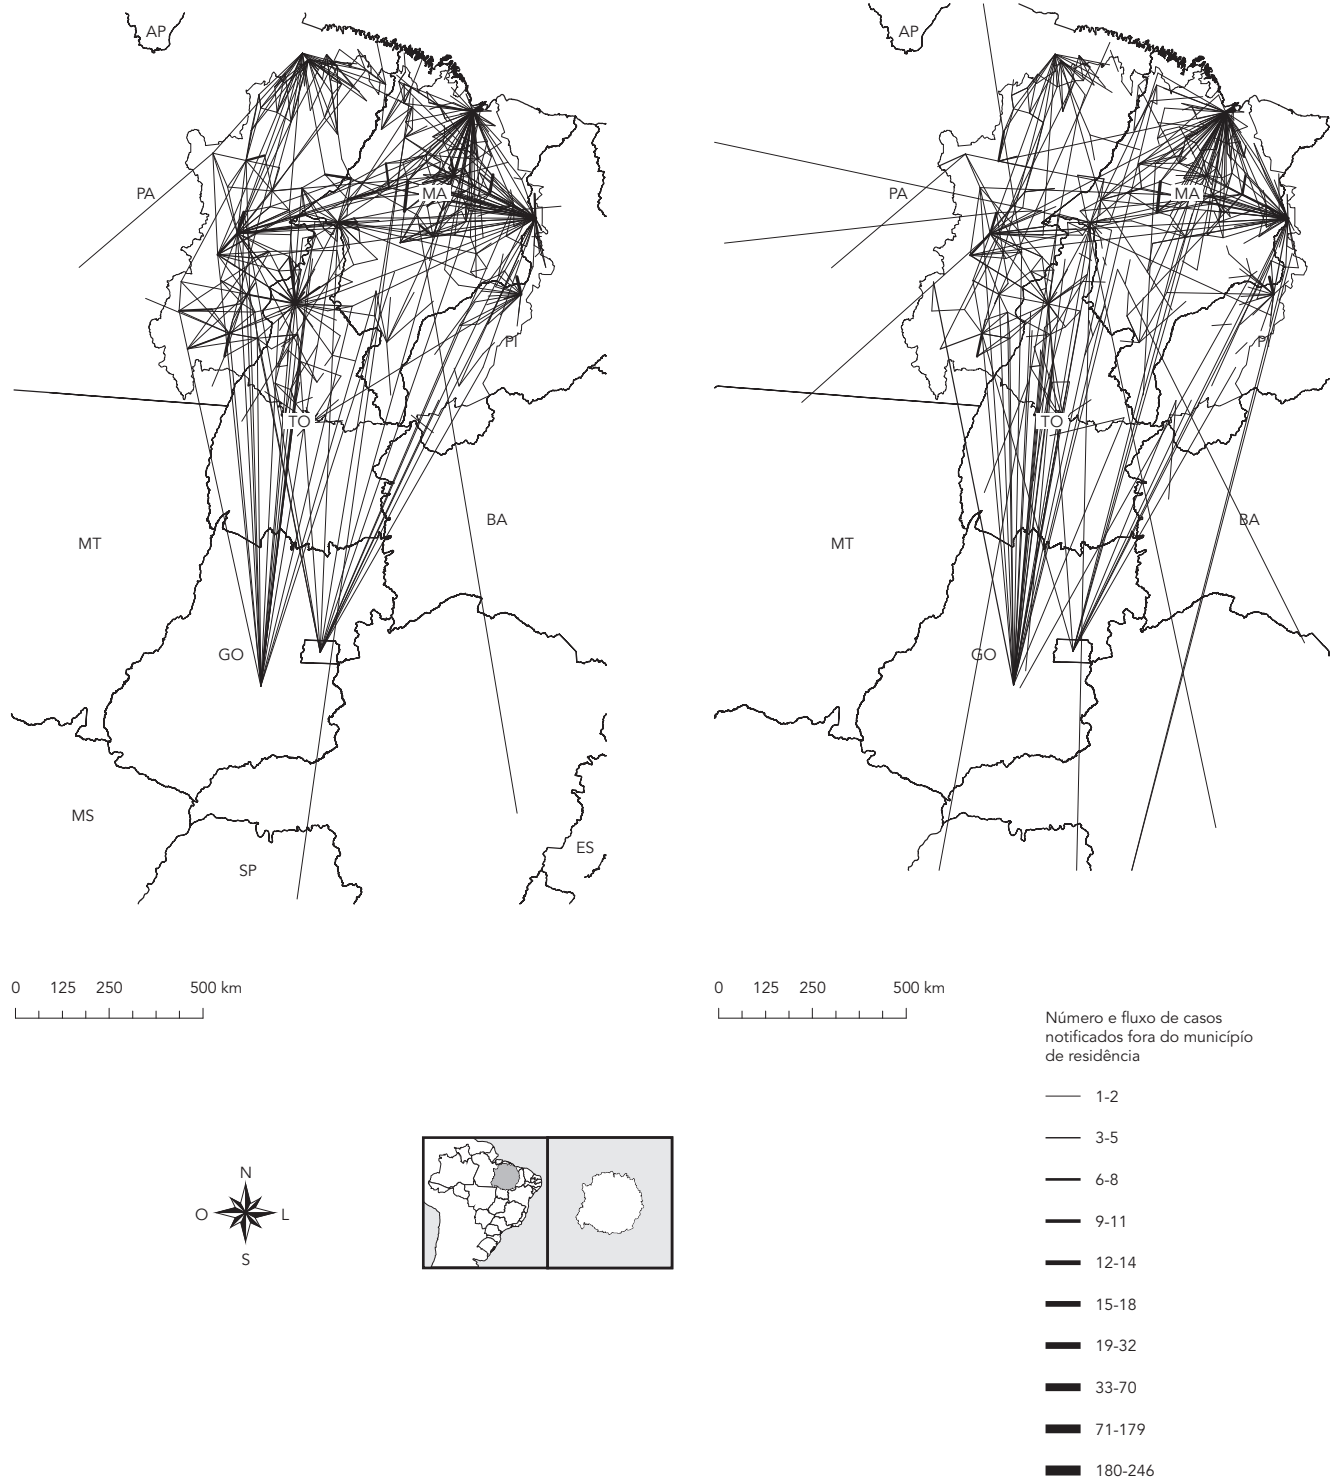 AP
PA
MA
PI
TO
BA
MT
GO
MS
SP
ES
AP
PA
MA
PI
TO
BA
MT
GO
0 125 250 500 km
0 125 250 500 km
Número e fluxo de casos
notificados fora do município
de residência
1-2
3-5
6-8
9-11
12-14
15-18
19-32
33-70
71-179
180-246
N
O L
S